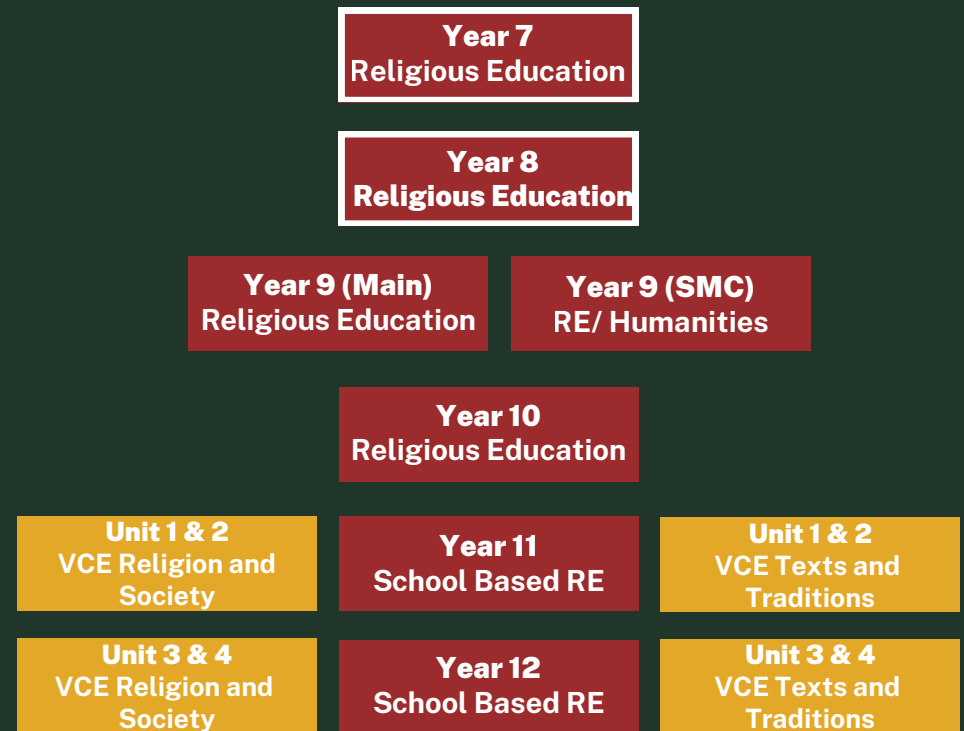 Year 7
Religious Education
Year 8
Religious Education
Year 9 (Main)
Religious Education
Year 9 (SMC)
RE/ Humanities
Year 10
Religious Education
Unit 1 & 2
VCE Religion and
Society
Year 11
School Based RE
Unit 1 & 2
VCE Texts and
Traditions
Unit 3 & 4
VCE Religion and
Society
Year 12
School Based RE
Unit 3 & 4
VCE Texts and
Traditions